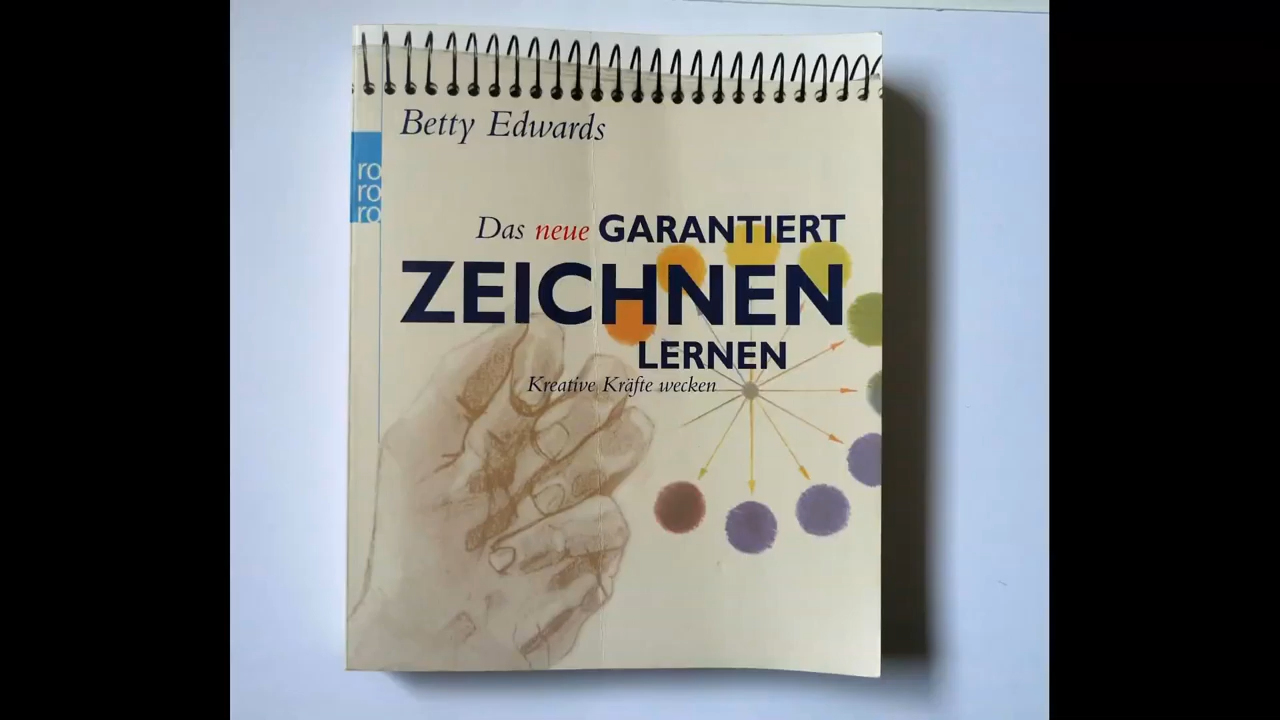 Betty Edwards
ro
ro
ro
Das neue GARANTIERT
ZEICHNEN
LERNEN
Kreative Kräfte wecken